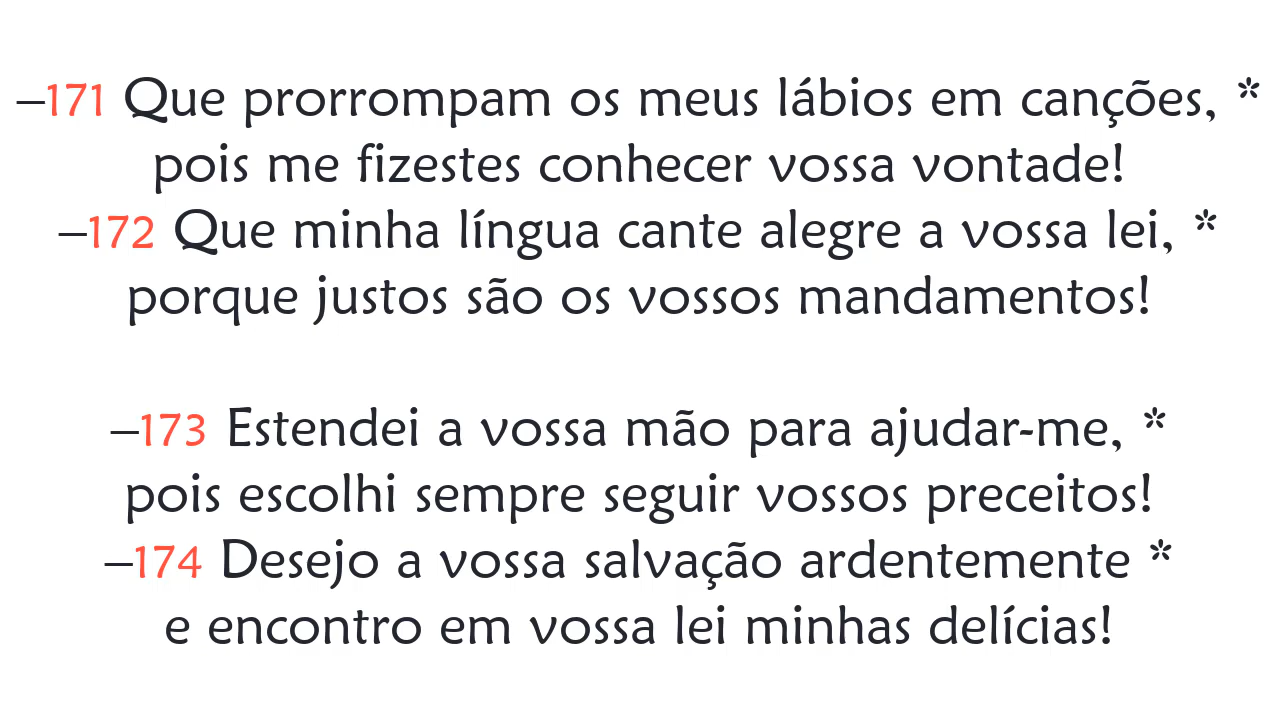 –171 Que prorrompam os meus lábios em canções, *
pois me fizestes conhecer vossa vontade!
–172 Que minha língua cante alegre a vossa lei, *
porque justos são os vossos mandamentos!
–173 Estendei a vossa mão para ajudar-me, *
pois escolhi sempre seguir vossos preceitos!
–174 Desejo a vossa salvação ardentemente *
e encontro em vossa lei minhas delícias!